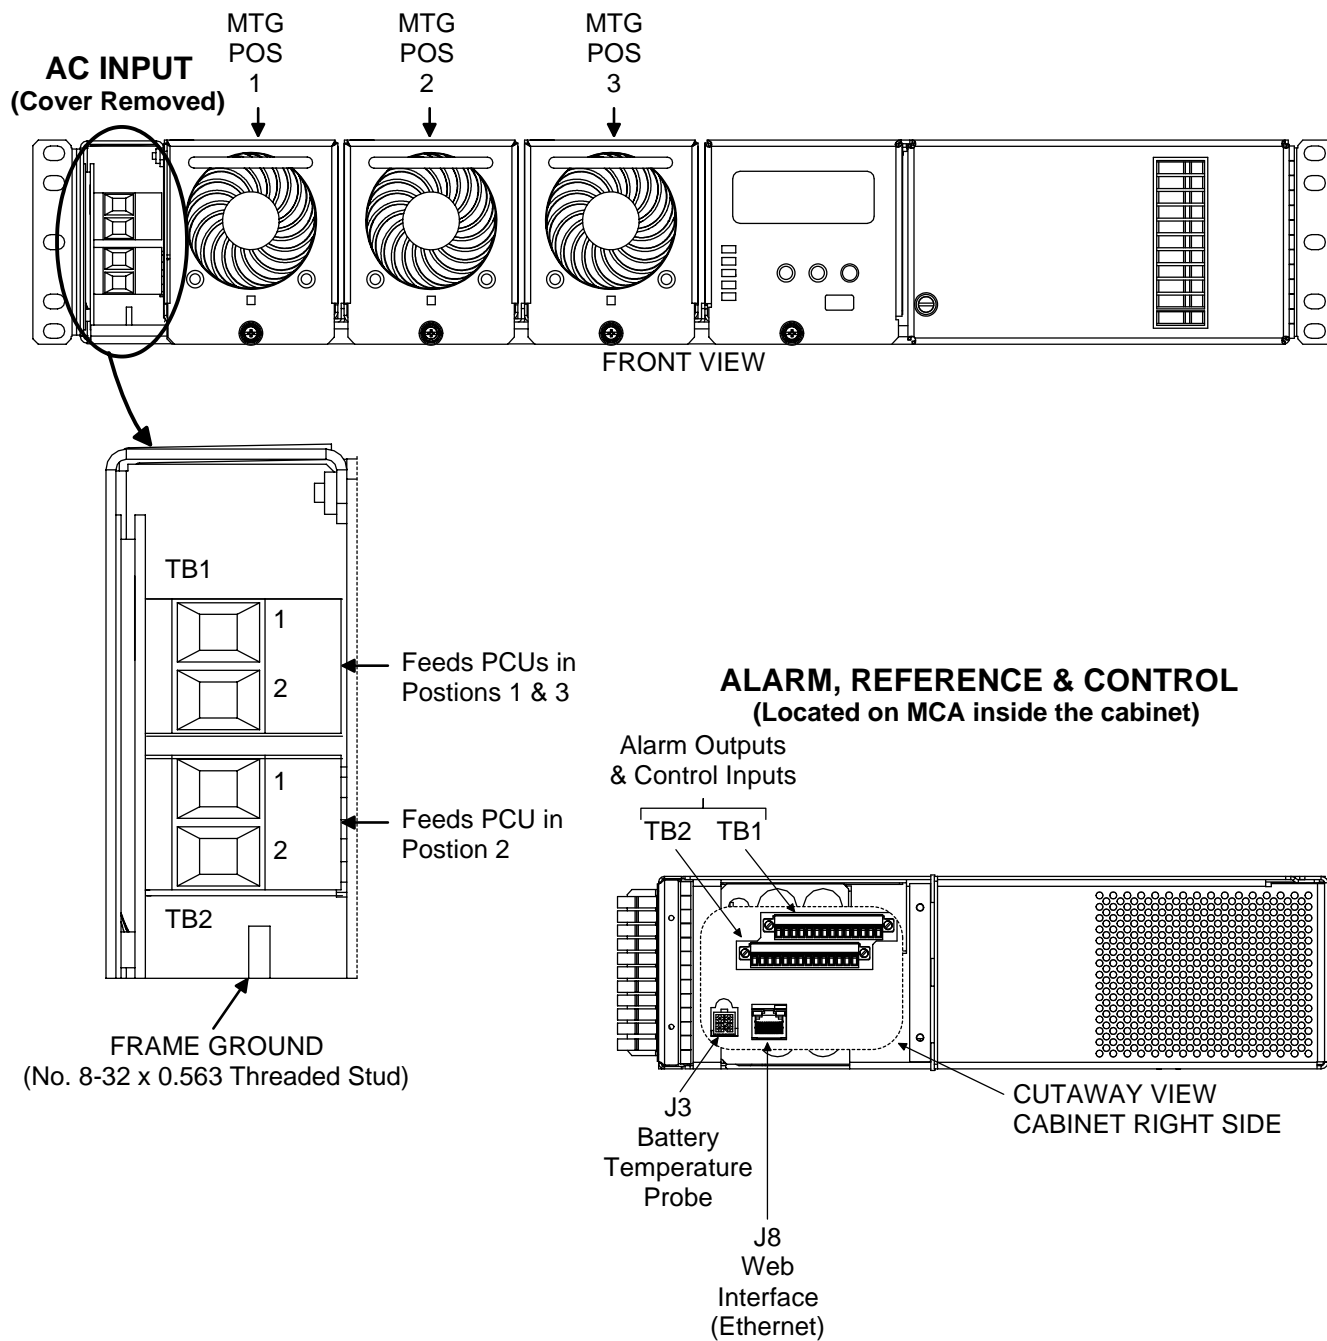 MTG
POS
1
MTG
POS
2
MTG
POS
3
AC INPUT
(Cover Removed)
FRONT VIEW
TB1
1
2
Feeds PCUs in
Postions 1 & 3
1
2
Feeds PCU in
Postion 2
TB2
FRAME GROUND
(No. 8-32 x 0.563 Threaded Stud)
ALARM, REFERENCE & CONTROL
(Located on MCA inside the cabinet)
Alarm Outputs
& Control Inputs
TB2 TB1
CUTAWAY VIEW
CABINET RIGHT SIDE
J3
Battery
Temperature
Probe
J8
Web
Interface
(Ethernet)